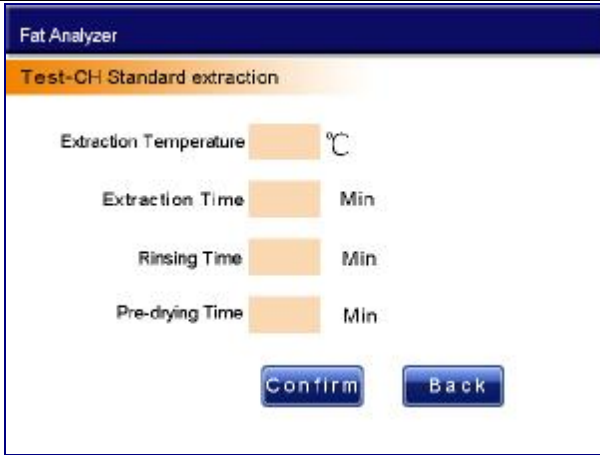 Fat Analyzer
Test-CH Standard extraction
Extraction Temperature ℃
Extraction Time Min
Rinsing Time Min
Pre-drying Time Min
Confirm Back